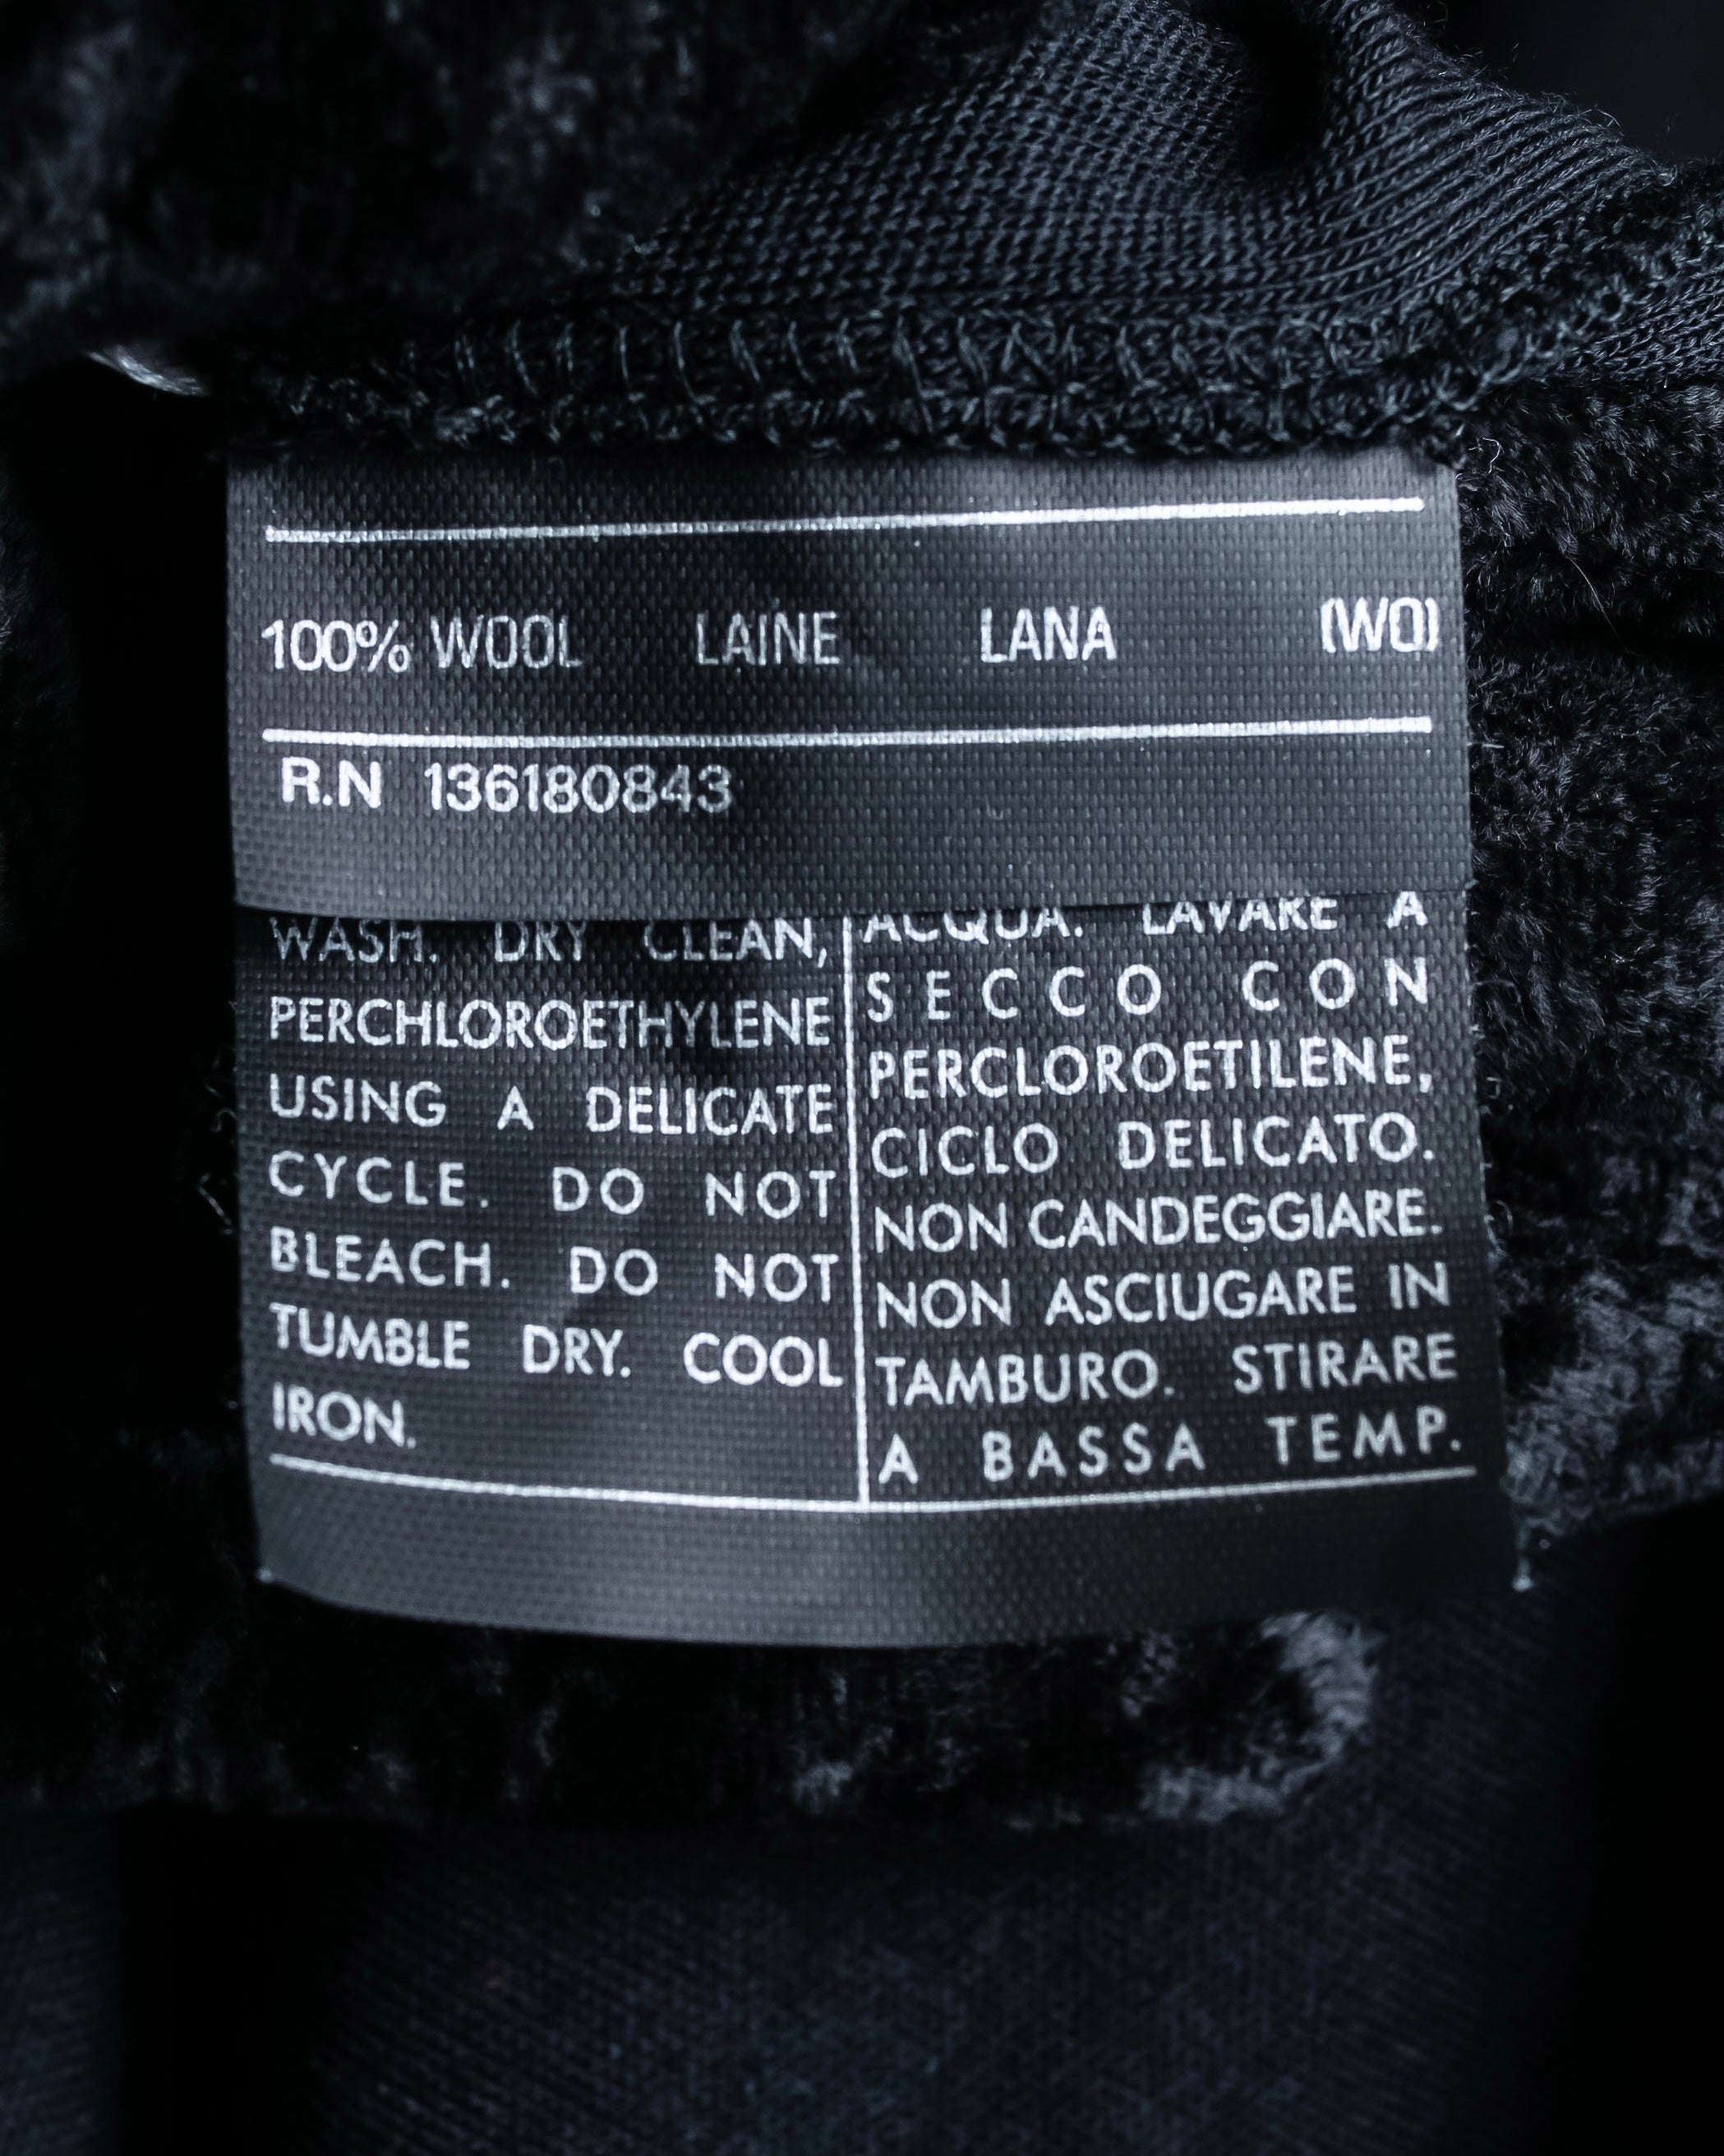 100% WOOL LAINE LANA (WO)
R.N 136180843
WASH. DRY CLEAN,
PERCHLOROETHYLENE
USING A DELICATE
CYCLE. DO NOT
BLEACH. DO NOT
TUMBLE DRY. COOL
IRON.
ACQUA. LAVARE A
SECCO CON
PERCLOROETILENE,
CICLO DELICATO.
NON CANDEGGIARE.
NON ASCIUGARE IN
TAMBURO. STIRARE
A BASSA TEMP.